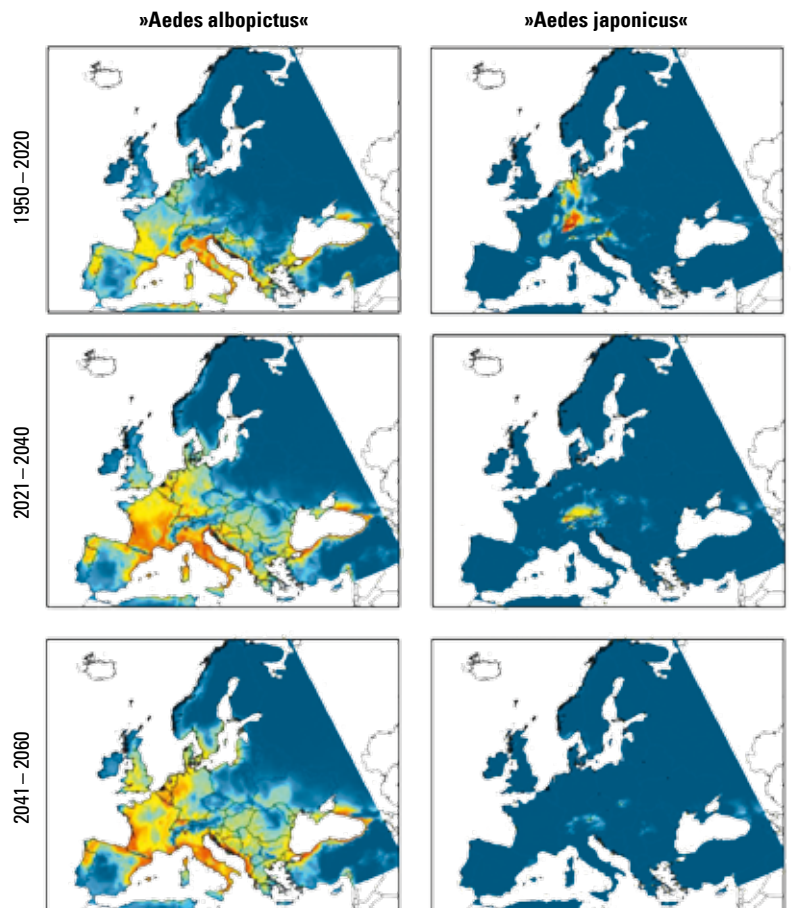 »Aedes albopictus«
»Aedes japonicus«
1950 – 2020
2021 – 2040
2041 – 2060